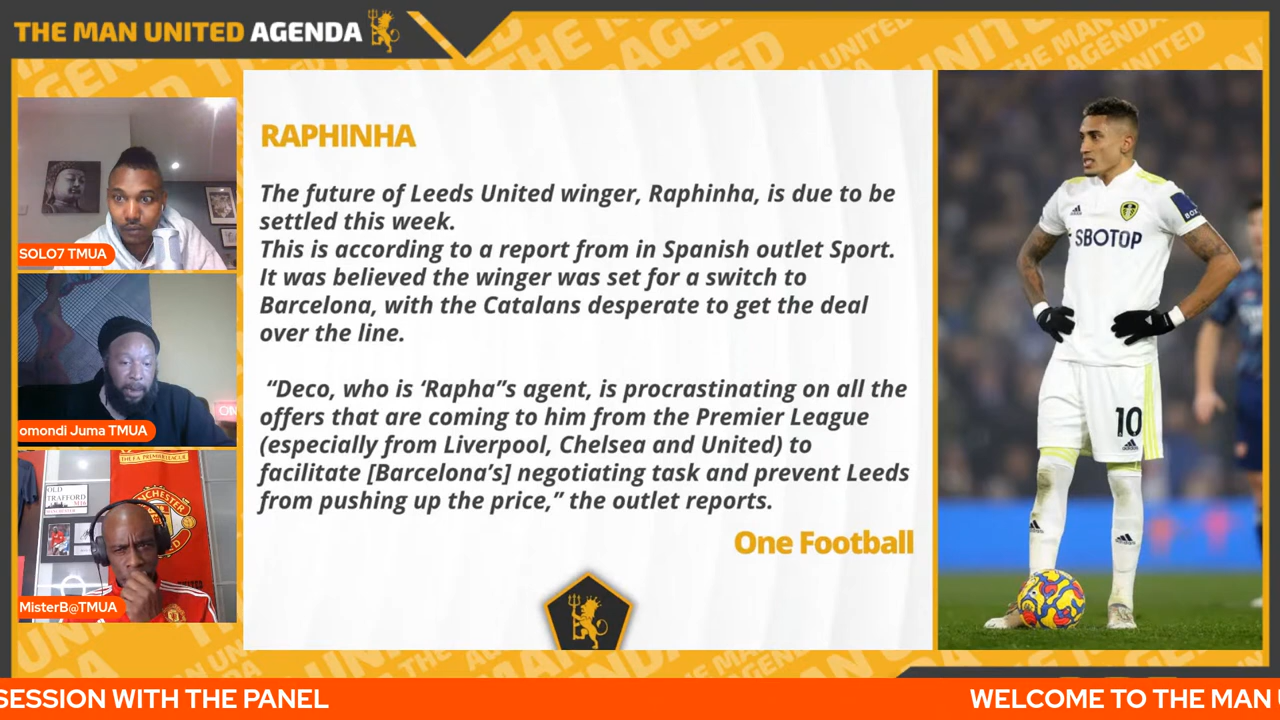 THE MAN UNITED AGENDA
RAPHINHA
The future of Leeds United winger, Raphinha, is due to be
settled this week.
This is according to a report from in Spanish outlet Sport.
It was believed the winger was set for a switch to
Barcelona, with the Catalans desperate to get the deal
over the line.
“Deco, who is ‘Rapha”s agent, is procrastinating on all the
offers that are coming to him from the Premier League
(especially from Liverpool, Chelsea and United) to
facilitate [Barcelona’s] negotiating task and prevent Leeds
from pushing up the price,” the outlet reports.
One Football
SOLO7 TMUA
omondi Juma TMUA
ON
OLD
TRAFFORD
MANCHESTER
UNITED
MisterB@TMUA
SBOTOP
10
SESSION WITH THE PANEL
WELCOME TO THE MAN